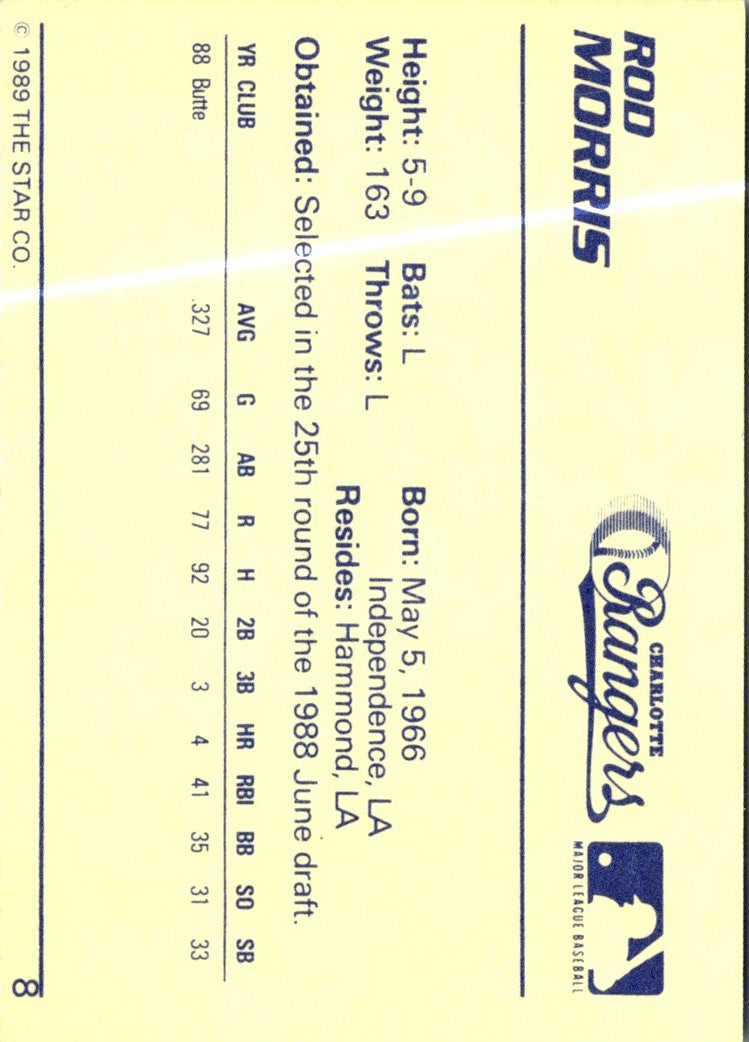 ROD
MORRIS
CHARLOTTE
Rangers
MAJOR LEAGUE BASEBALL
Height: 5-9 Bats: L Born: May 5, 1966
Independence, LA
Weight: 163 Throws: L
Resides: Hammond, LA
Obtained: Selected in the 25th round of the 1988 June draft.
YR CLUB AVG G AB R H 2B 3B HR RBI BB SO SB
88 Butte .327 69 281 77 92 20 3 4 41 35 31 33
© 1989 THE STAR CO. 8